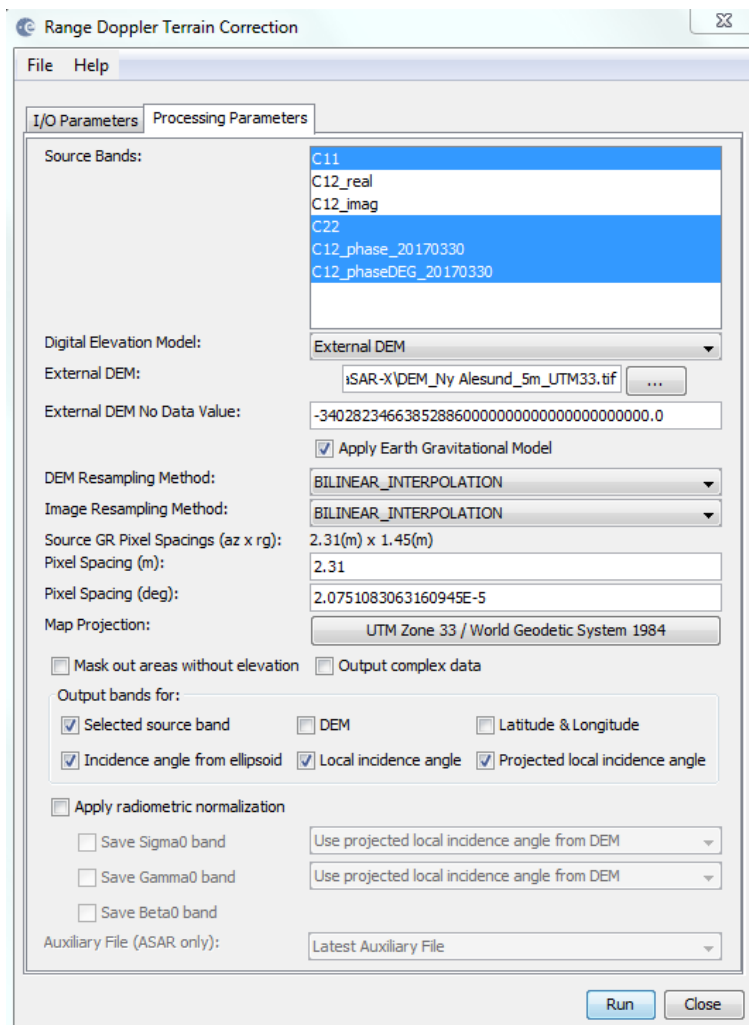 Range Doppler Terrain Correction
File Help
I/O Parameters Processing Parameters
Source Bands:
C11
C12_real
C12_imag
C22
C12_phase_20170330
C12_phaseDEG_20170330
Digital Elevation Model: External DEM
External DEM: aSAR-X\DEM_Ny Alesund_5m_UTM33.tif ...
External DEM No Data Value: -340282346638528860000000000000000000000.0
Apply Earth Gravitational Model
DEM Resampling Method: BILINEAR_INTERPOLATION
Image Resampling Method: BILINEAR_INTERPOLATION
Source GR Pixel Spacings (az x rg): 2.31(m) x 1.45(m)
Pixel Spacing (m): 2.31
Pixel Spacing (deg): 2.0751083063160945E-5
Map Projection: UTM Zone 33 / World Geodetic System 1984
Mask out areas without elevation Output complex data
Output bands for:
Selected source band DEM Latitude & Longitude
Incidence angle from ellipsoid Local incidence angle Projected local incidence angle
Apply radiometric normalization
Save Sigma0 band Use projected local incidence angle from DEM
Save Gamma0 band Use projected local incidence angle from DEM
Save Beta0 band
Auxiliary File (ASAR only): Latest Auxiliary File
Run Close